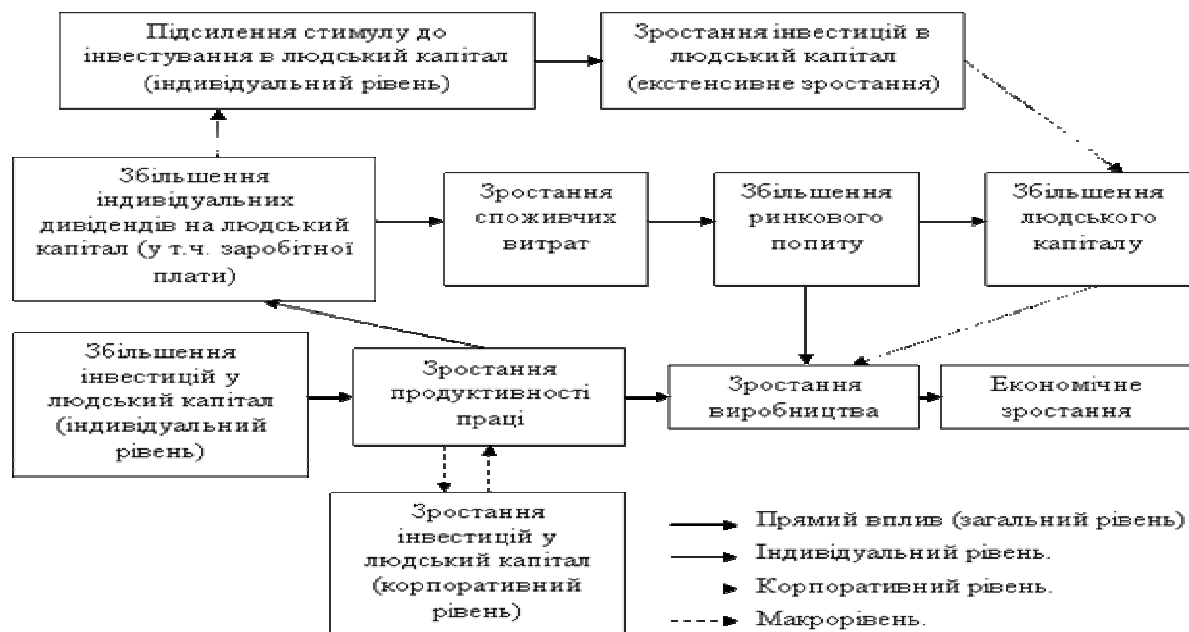 Підсилення стимулу до
інвестування в людський капітал
(індивідуальний рівень)
Зростання інвестицій в
людський капітал
(екстенсивне зростання)
Збільшення
індивідуальних
дивідендів на людський
капітал (у т.ч. заробітної
плати)
Зростання
споживчих
витрат
Збільшення
ринкового
попиту
Збільшення
людського
капіталу
Збільшення
інвестицій у
людський капітал
(індивідуальний
рівень)
Зростання
продуктивності
праці
Зростання
виробництва
Економічне
зростання
Зростання
інвестицій у
людський капітал
(корпоративний
рівень)
Прямий вплив (загальний рівень)
Індивідуальний рівень.
Корпоративний рівень.
Макрорівень.